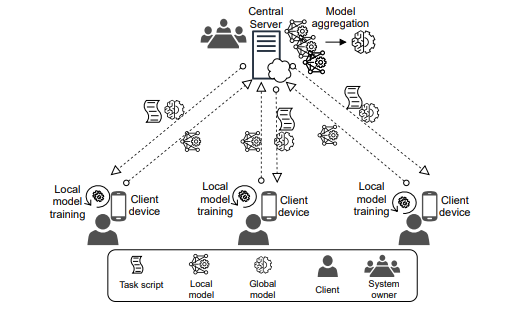 Central
Server
Model
aggregation
Local
model
training
Client
device
Local
model
training
Client
device
Local
model
training
Client
device
Task script
Local
model
Global
model
Client
System
owner